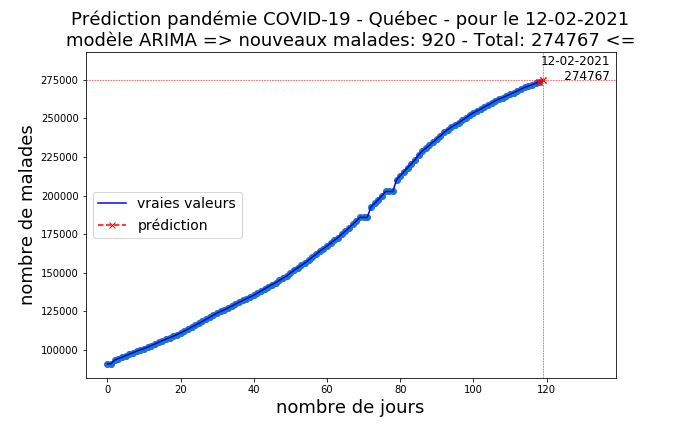 Prédiction pandémie COVID-19 - Québec - pour le 12-02-2021
modèle ARIMA => nouveaux malades: 920 - Total: 274767 <=
12-02-2021
274767
275000
250000
225000
200000
175000
150000
125000
100000
nombre de malades
vraies valeurs
prédiction
0 20 40 60 80 100 120
nombre de jours